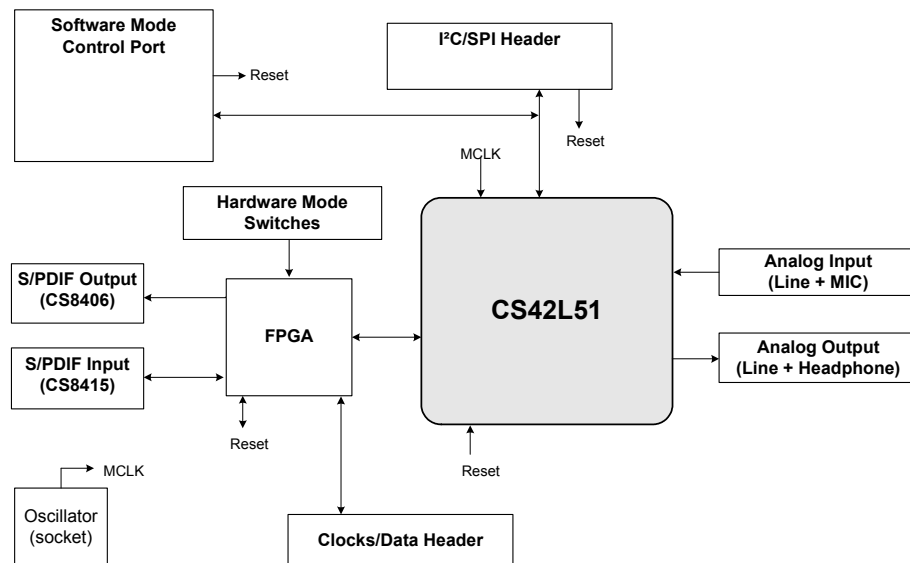 Software Mode
Control Port
Reset
I²C/SPI Header
Reset
MCLK
Hardware Mode
Switches
S/PDIF Output
(CS8406)
FPGA
CS42L51
Analog Input
(Line + MIC)
S/PDIF Input
(CS8415)
Analog Output
(Line + Headphone)
Reset
Reset
MCLK
Oscillator
(socket)
Clocks/Data Header